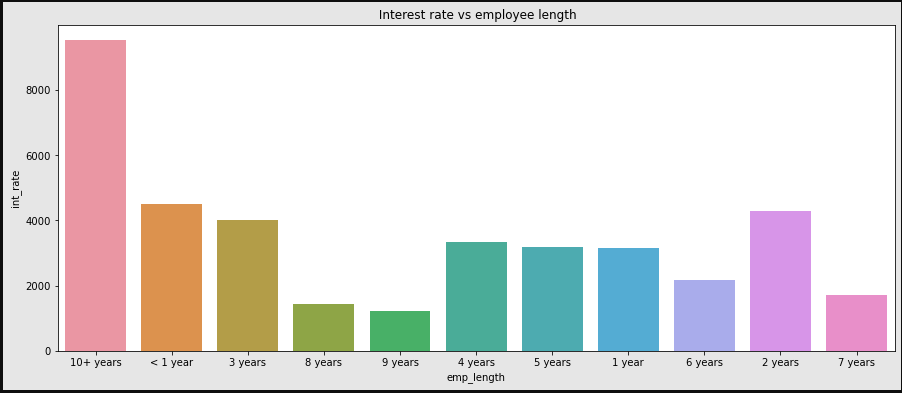 Interest rate vs employee length
int_rate
8000
6000
4000
2000
0
10+ years
< 1 year
3 years
8 years
9 years
4 years
5 years
1 year
6 years
2 years
7 years
emp_length